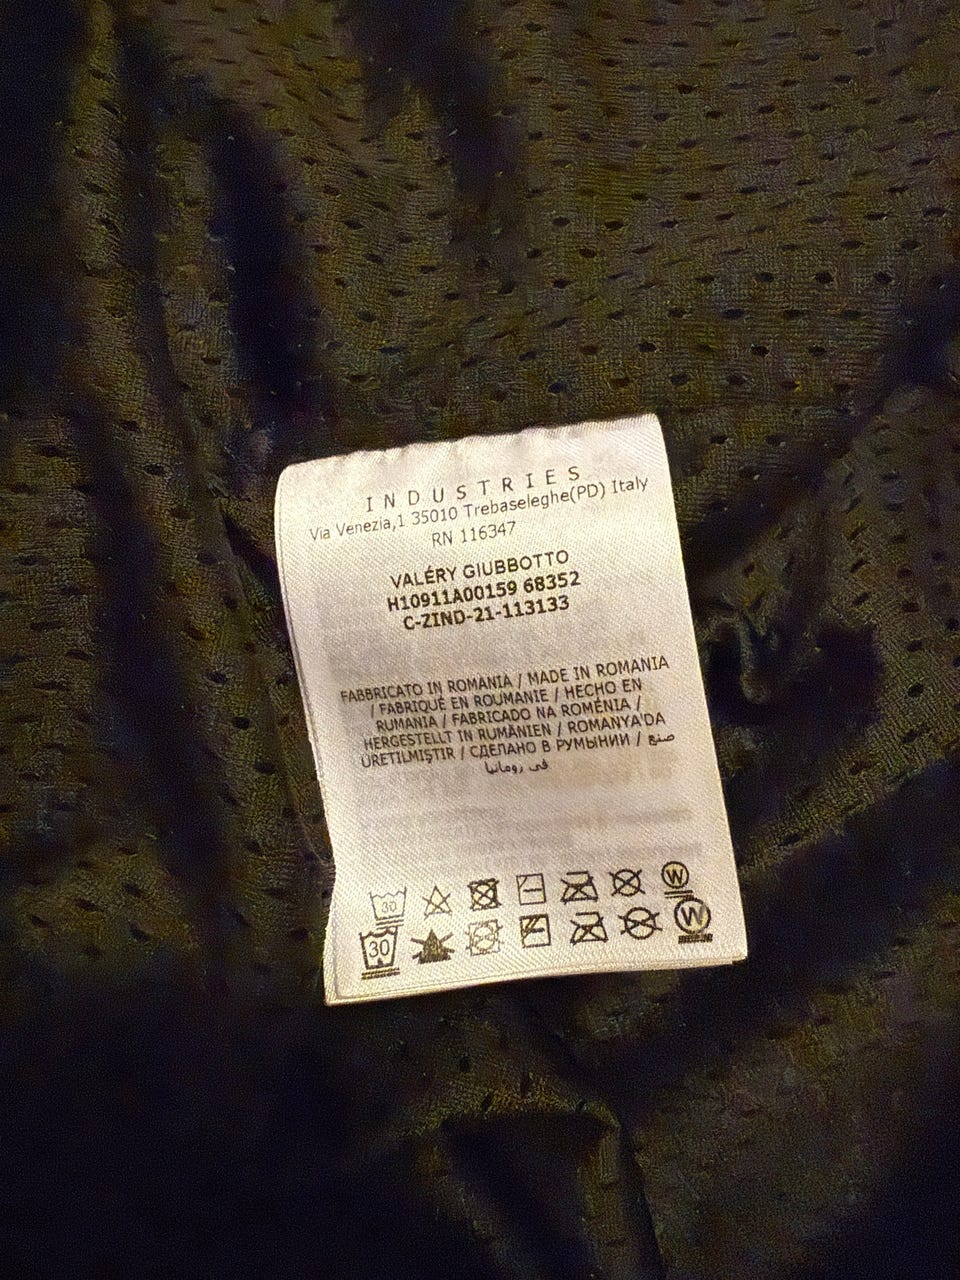 INDUSTRIES
Via Venezia,1 35010 Trebaseleghe(PD) Italy
RN 116347
VALÉRY GIUBBOTTO
H10911A00159 68352
C-ZIND-21-113133
FABBRICATO IN ROMANIA / MADE IN ROMANIA
/ FABRIQUÉ EN ROUMANIE / HECHO EN
RUMANIA / FABRICADO NA ROMÉNIA /
HERGESTELLT IN RUMÄNIEN / ROMANYA'DA
ÜRETILMIŞTIR / СДЕЛАНО В РУМЫНИИ / صنع
في رومانيا
30 W
30 W